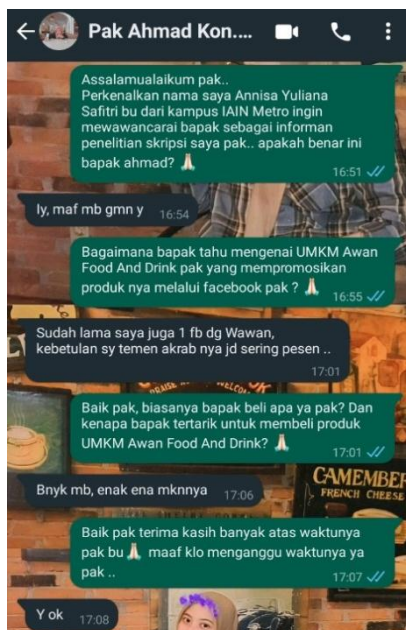 Pak Ahmad Kon....
Assalamualaikum pak..
Perkenalkan nama saya Annisa Yuliana
Safitri bu dari kampus IAIN Metro ingin
mewawancarai bapak sebagai informan
penelitian skripsi saya pak.. apakah benar ini
bapak ahmad? 🙏🏻
16:51
Iy, maf mb gmn y 16:54
Bagaimana bapak tahu mengenai UMKM Awan
Food And Drink pak yang mempromosikan
produk nya melalui facebook pak ? 🙏🏻
16:55
Sudah lama saya juga 1 fb dg Wawan,
kebetulan sy temen akrab nya jd sering pesen ..
17:01
Baik pak, biasanya bapak beli apa ya pak? Dan
kenapa bapak tertarik untuk membeli produk
UMKM Awan Food And Drink? 🙏🏻
17:01
CAMEMBER
FRENCH CHEESE
Bnyk mb, enak ena mknnya 17:06
Baik pak terima kasih banyak atas waktunya
pak bu 🙏🏻 maaf klo menganggu waktunya ya
pak ..
17:07
Y ok 17:08